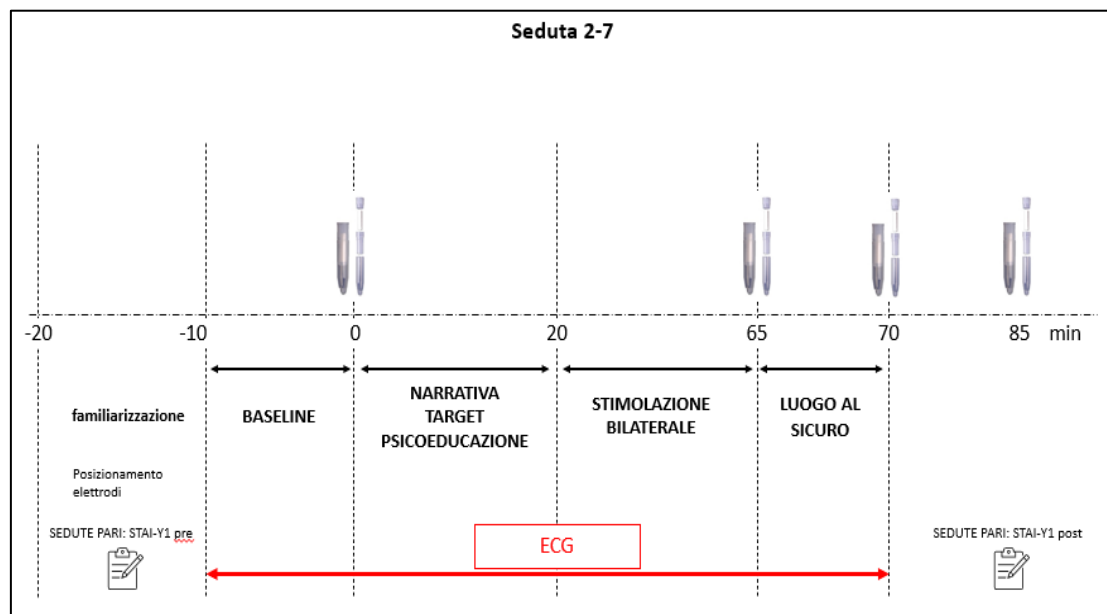 Seduta 2-7
-20
-10
0
20
65
70
85
min
familiarizzazione
BASELINE
NARRATIVA
TARGET
PSICOEDUCAZIONE
STIMOLAZIONE
BILATERALE
LUOGO AL
SICURO
Posizionamento
elettrodi
SEDUTE PARI: STAI-Y1 pre
SEDUTE PARI: STAI-Y1 post
ECG